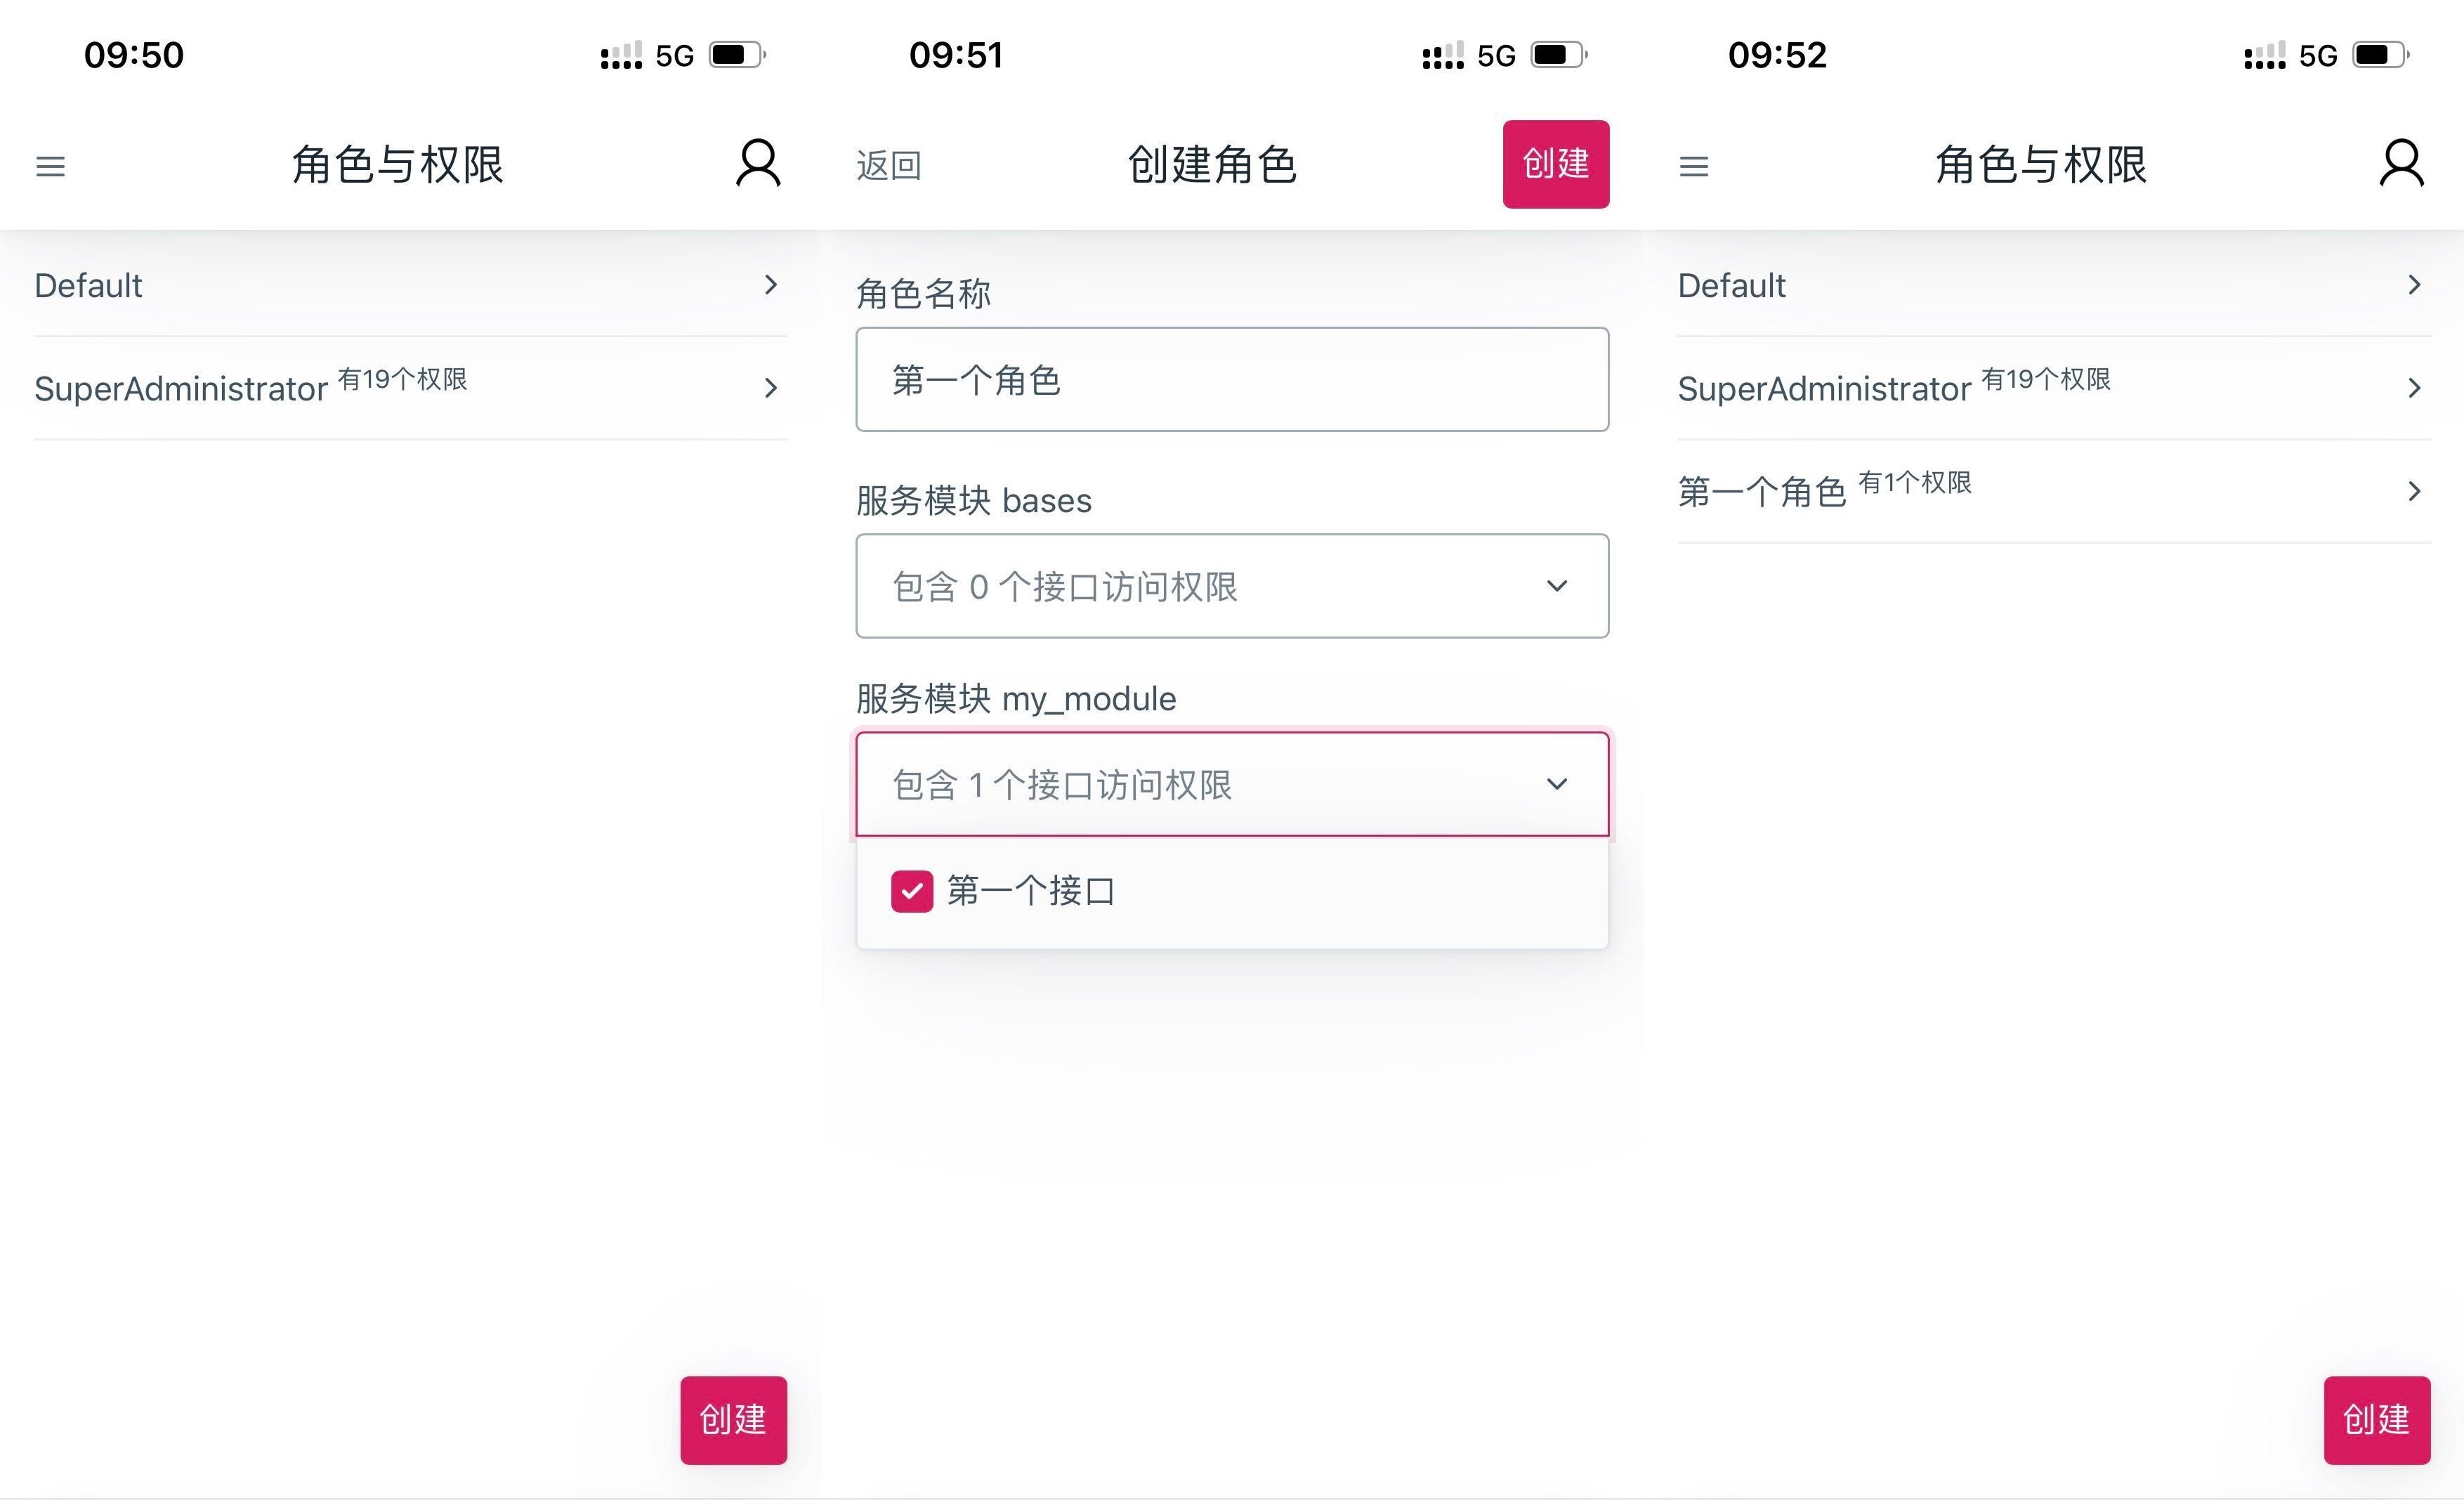 09:50
5G
角色与权限
Default
SuperAdministrator 有19个权限
创建
09:51
5G
返回
创建角色
创建
角色名称
第一个角色
服务模块 bases
包含 0 个接口访问权限
服务模块 my_module
包含 1 个接口访问权限
第一个接口
09:52
5G
角色与权限
Default
SuperAdministrator 有19个权限
第一个角色 有1个权限
创建